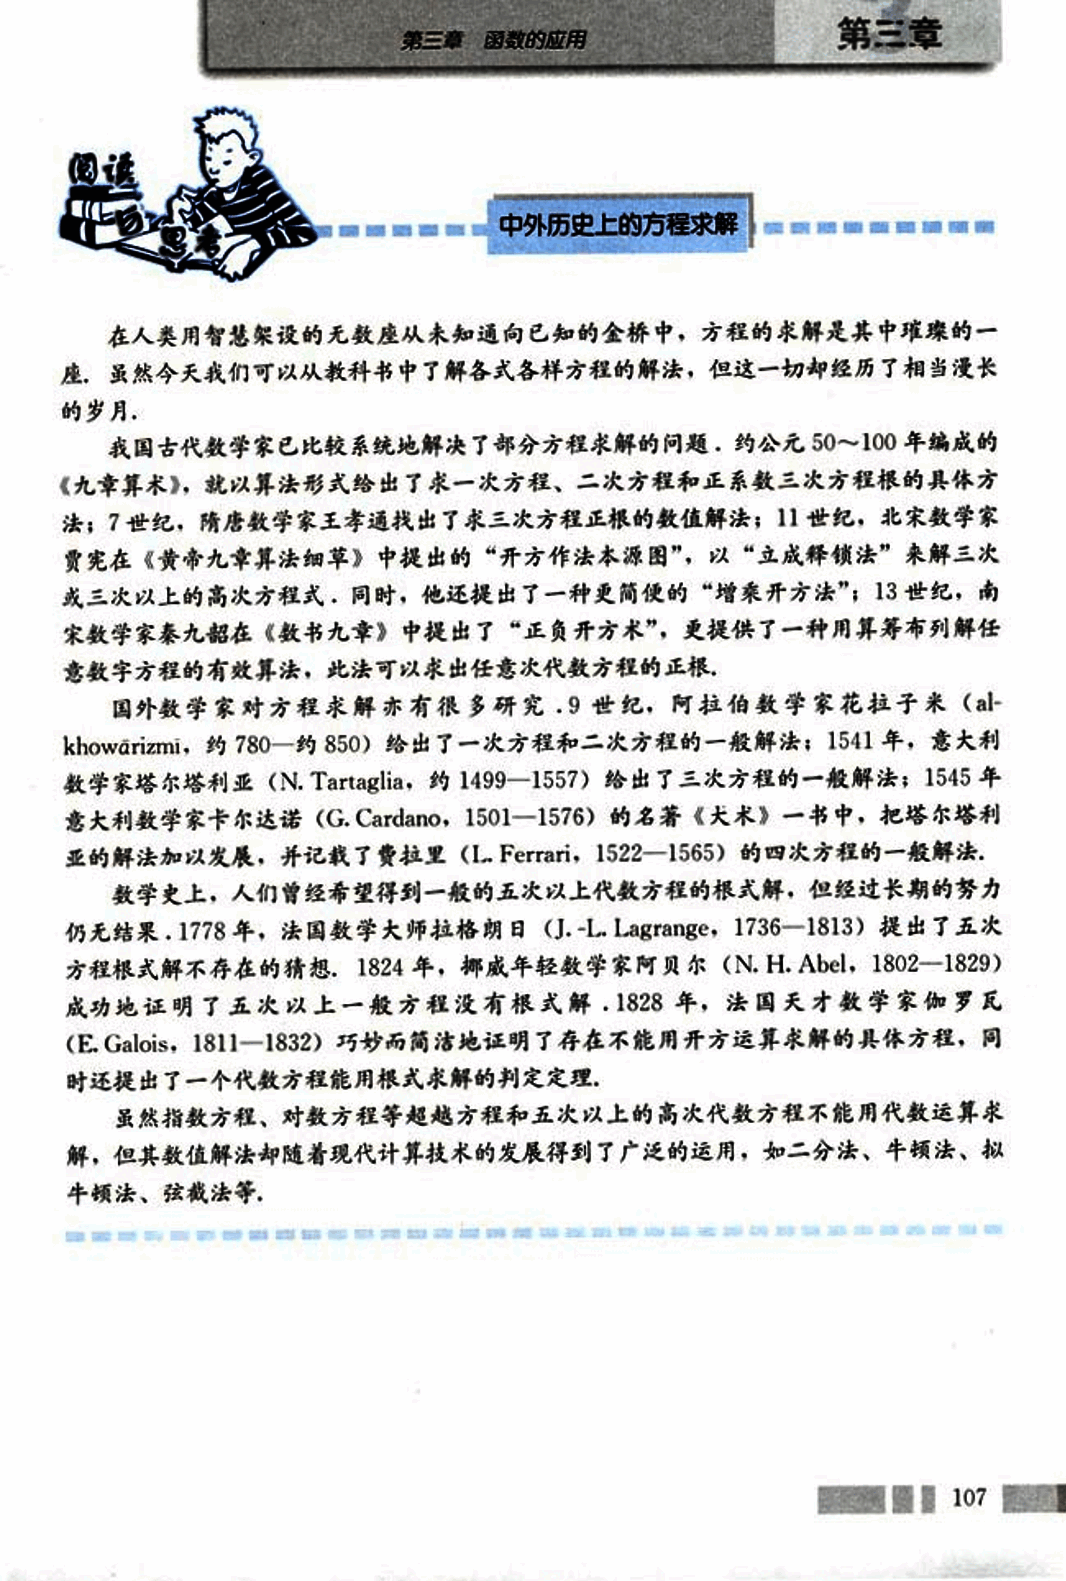 第三章 函数的应用
第三章
阅读
与思考
中外历史上的方程求解
在人类用智慧架设的无数座从未知通向已知的金桥中，方程的求解是其中璀璨的一
座. 虽然今天我们可以从教科书中了解各式各样方程的解法，但这一切却经历了相当漫长
的岁月.
我国古代数学家已比较系统地解决了部分方程求解的问题. 约公元 50～100 年编成的
《九章算术》，就以算法形式给出了求一次方程、二次方程和正系数三次方程根的具体方
法；7 世纪，隋唐数学家王孝通找出了求三次方程正根的数值解法；11 世纪，北宋数学家
贾宪在《黄帝九章算法细草》中提出的“开方作法本源图”，以“立成释锁法”来解三次
或三次以上的高次方程式. 同时，他还提出了一种更简便的“增乘开方法”；13 世纪，南
宋数学家秦九韶在《数书九章》中提出了“正负开方术”，更提供了一种用算筹布列解任
意数字方程的有效算法，此法可以求出任意次代数方程的正根.
国外数学家对方程求解亦有很多研究. 9 世纪，阿拉伯数学家花拉子米（al-
khowārizmī，约 780—约 850）给出了一次方程和二次方程的一般解法；1541 年，意大利
数学家塔尔塔利亚（N. Tartaglia，约 1499—1557）给出了三次方程的一般解法；1545 年
意大利数学家卡尔达诺（G. Cardano，1501—1576）的名著《大术》一书中，把塔尔塔利
亚的解法加以发展，并记载了费拉里（L. Ferrari，1522—1565）的四次方程的一般解法.
数学史上，人们曾经希望得到一般的五次以上代数方程的根式解，但经过长期的努力
仍无结果. 1778 年，法国数学大师拉格朗日（J.-L. Lagrange，1736—1813）提出了五次
方程根式解不存在的猜想. 1824 年，挪威年轻数学家阿贝尔（N. H. Abel，1802—1829）
成功地证明了五次以上一般方程没有根式解. 1828 年，法国天才数学家伽罗瓦
（E. Galois，1811—1832）巧妙而简洁地证明了存在不能用开方运算求解的具体方程，同
时还提出了一个代数方程能用根式求解的判定定理.
虽然指数方程、对数方程等超越方程和五次以上的高次代数方程不能用代数运算求
解，但其数值解法却随着现代计算技术的发展得到了广泛的运用，如二分法、牛顿法、拟
牛顿法、弦截法等.
107